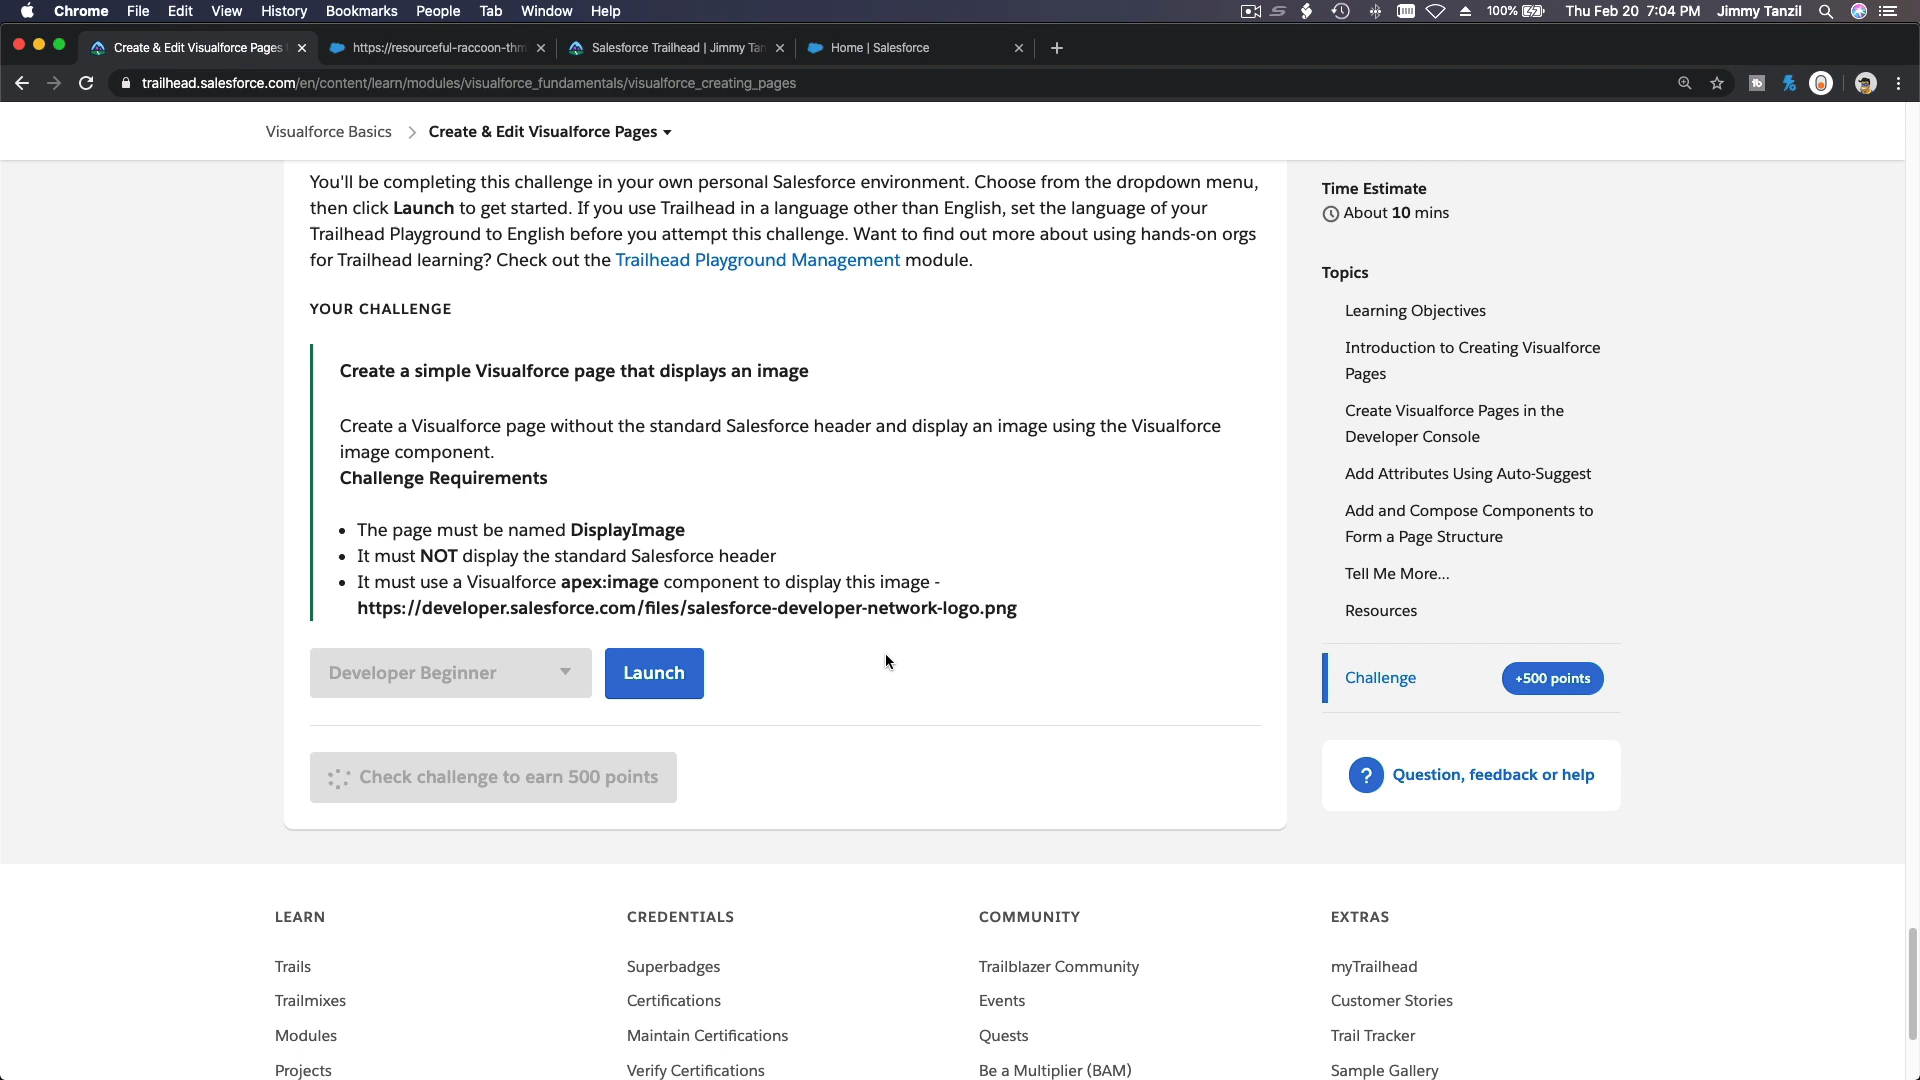 Chrome File Edit View History Bookmarks People Tab Window Help
100% Thu Feb 20 7:04 PM Jimmy Tanzil
Create & Edit Visualforce Pages
https://resourceful-raccoon-thm
Salesforce Trailhead | Jimmy Tan
Home | Salesforce
trailhead.salesforce.com/en/content/learn/modules/visualforce_fundamentals/visualforce_creating_pages
Visualforce Basics
Create & Edit Visualforce Pages
You'll be completing this challenge in your own personal Salesforce environment. Choose from the dropdown menu,
then click Launch to get started. If you use Trailhead in a language other than English, set the language of your
Trailhead Playground to English before you attempt this challenge. Want to find out more about using hands-on orgs
for Trailhead learning? Check out the Trailhead Playground Management module.
YOUR CHALLENGE
Create a simple Visualforce page that displays an image
Create a Visualforce page without the standard Salesforce header and display an image using the Visualforce
image component.
Challenge Requirements
The page must be named DisplayImage
It must NOT display the standard Salesforce header
It must use a Visualforce apex:image component to display this image -
https://developer.salesforce.com/files/salesforce-developer-network-logo.png
Developer Beginner
Launch
Check challenge to earn 500 points
Time Estimate
About 10 mins
Topics
Learning Objectives
Introduction to Creating Visualforce
Pages
Create Visualforce Pages in the
Developer Console
Add Attributes Using Auto-Suggest
Add and Compose Components to
Form a Page Structure
Tell Me More...
Resources
Challenge
+500 points
? Question, feedback or help
LEARN
Trails
Trailmixes
Modules
Projects
CREDENTIALS
Superbadges
Certifications
Maintain Certifications
Verify Certifications
COMMUNITY
Trailblazer Community
Events
Quests
Be a Multiplier (BAM)
EXTRAS
myTrailhead
Customer Stories
Trail Tracker
Sample Gallery